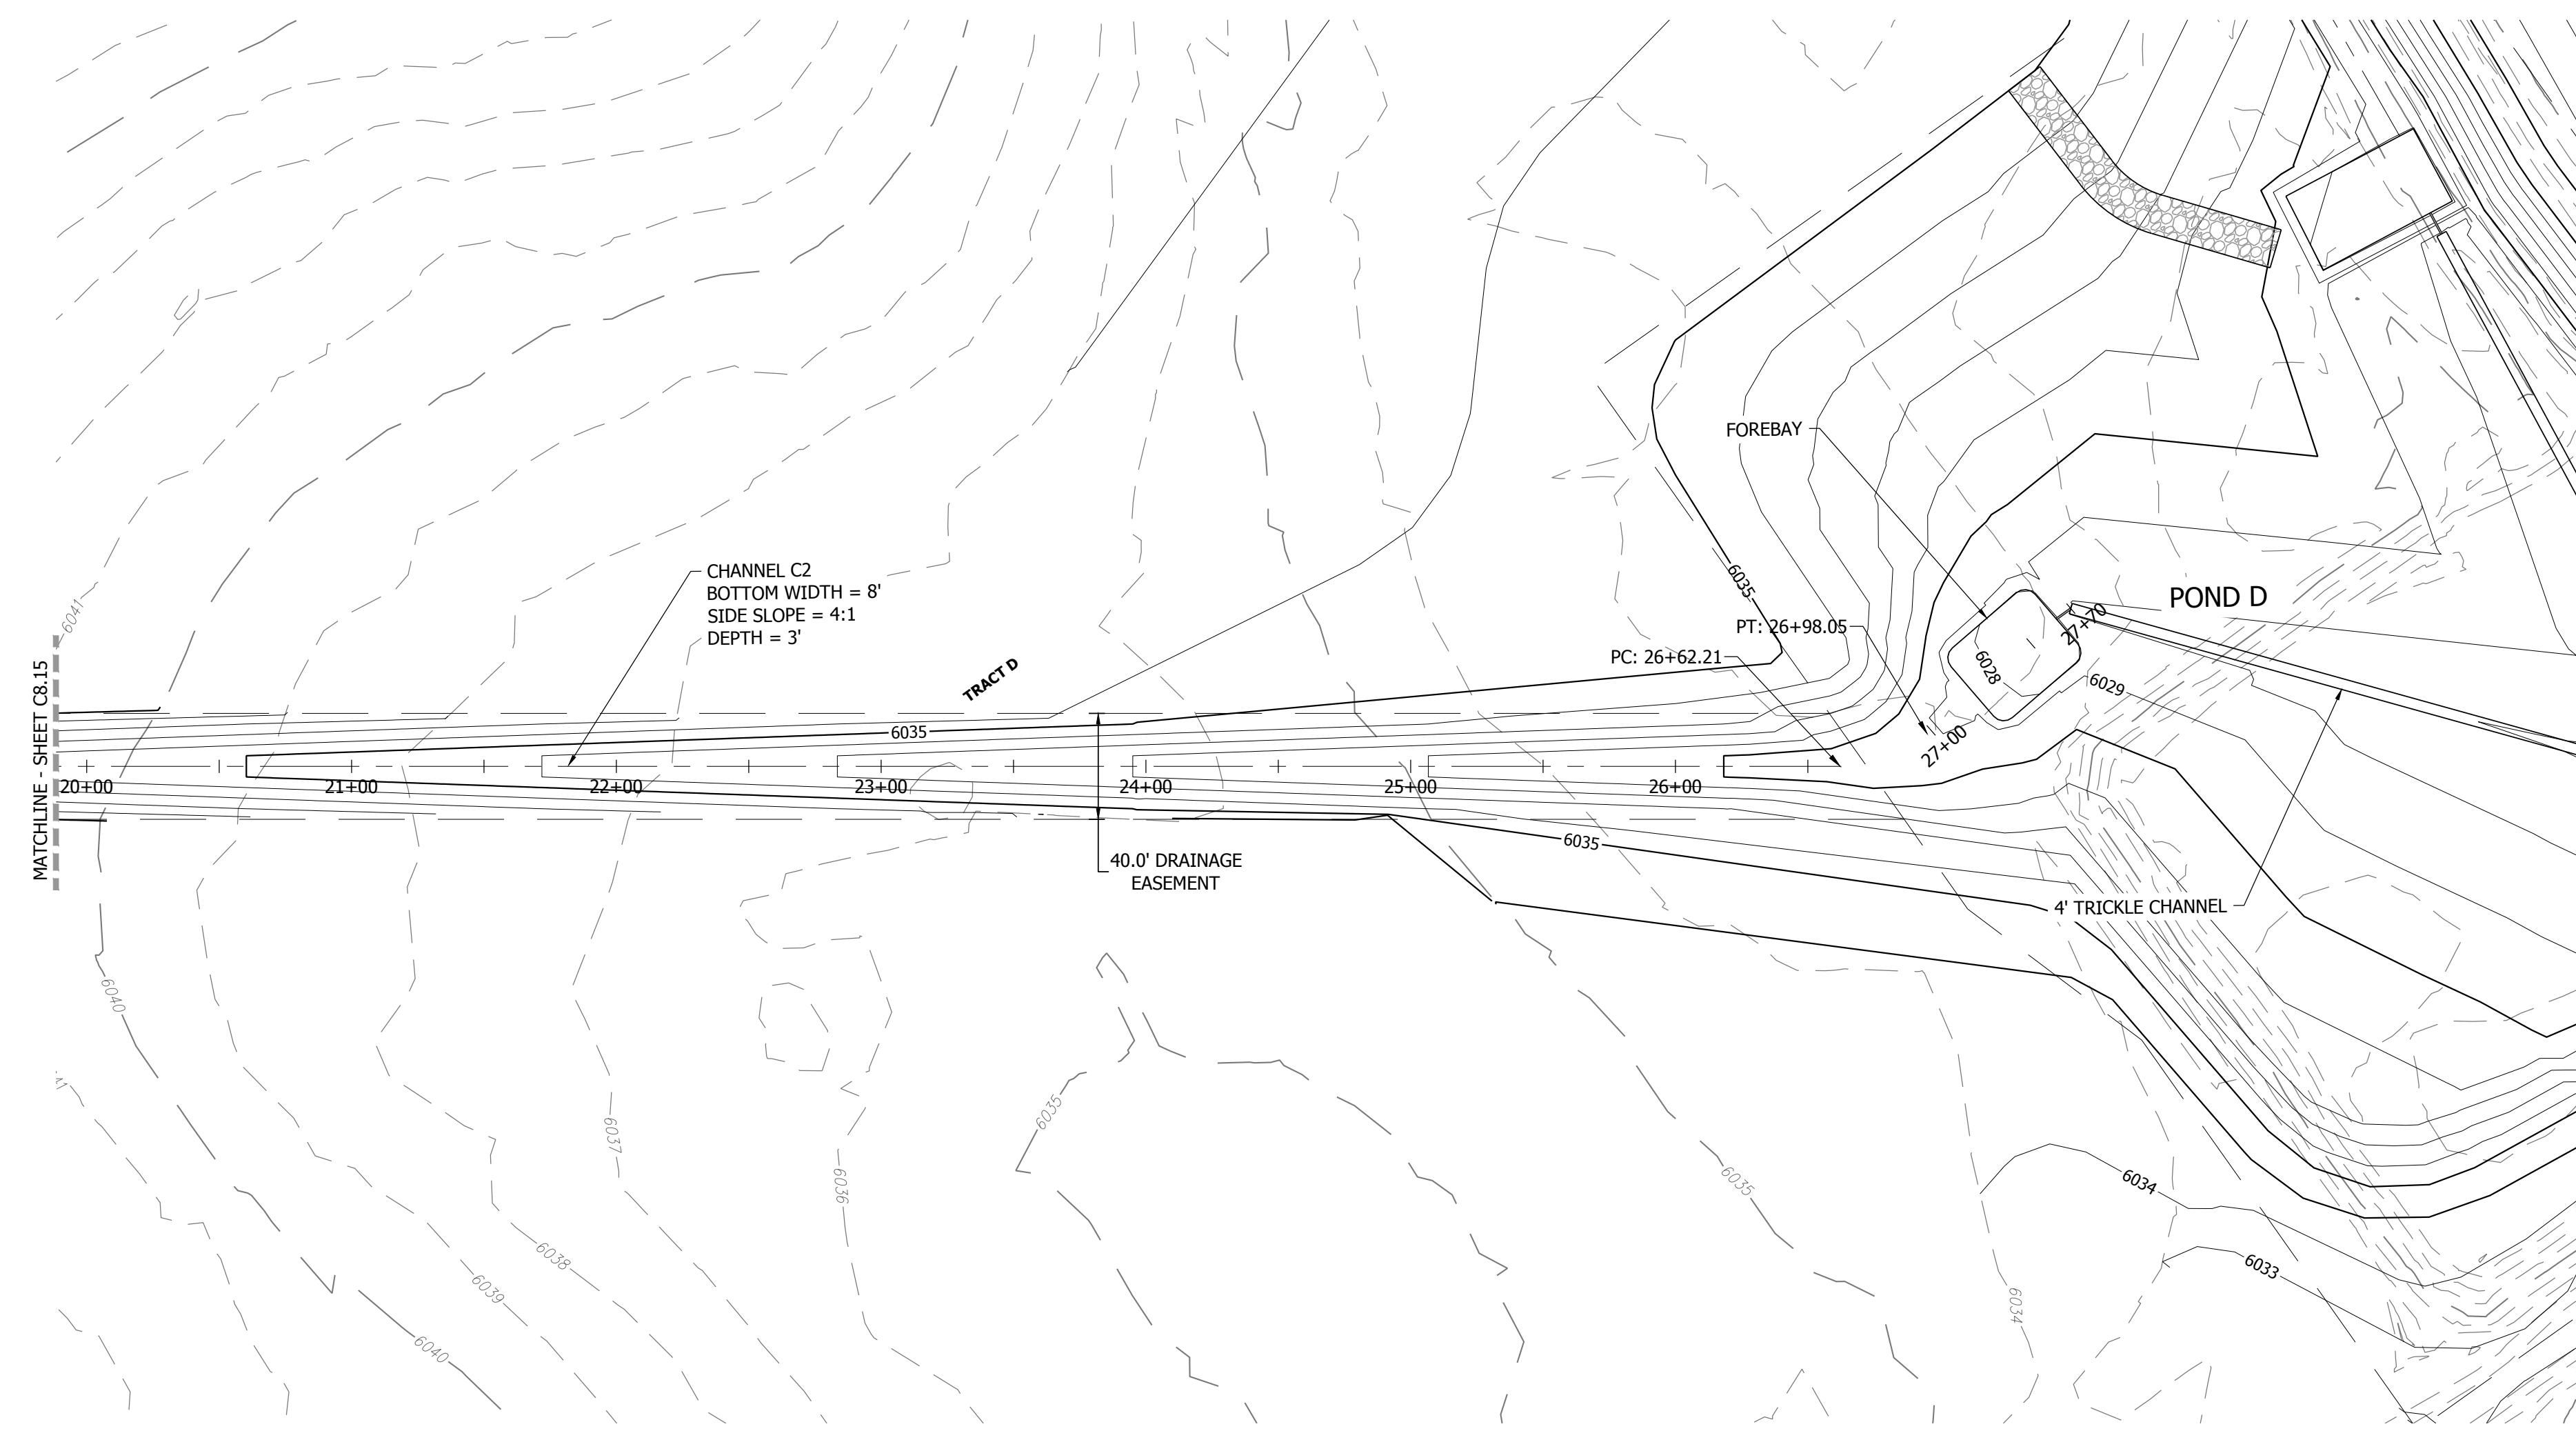 FOREBAY
6035
CHANNEL C2
BOTTOM WIDTH = 8'
SIDE SLOPE = 4:1
DEPTH = 3'
6041
POND D
27+70
PT: 26+98.05
PC: 26+62.21
6028
6029
TRACT D
MATCHLINE - SHEET C8.15
6035
27+00
20+00
21+00
22+00
23+00
24+00
25+00
26+00
6035
40.0' DRAINAGE
EASEMENT
4' TRICKLE CHANNEL
6040
6035
6037
6036
6035
6034
6033
6038
6039
6034
6040